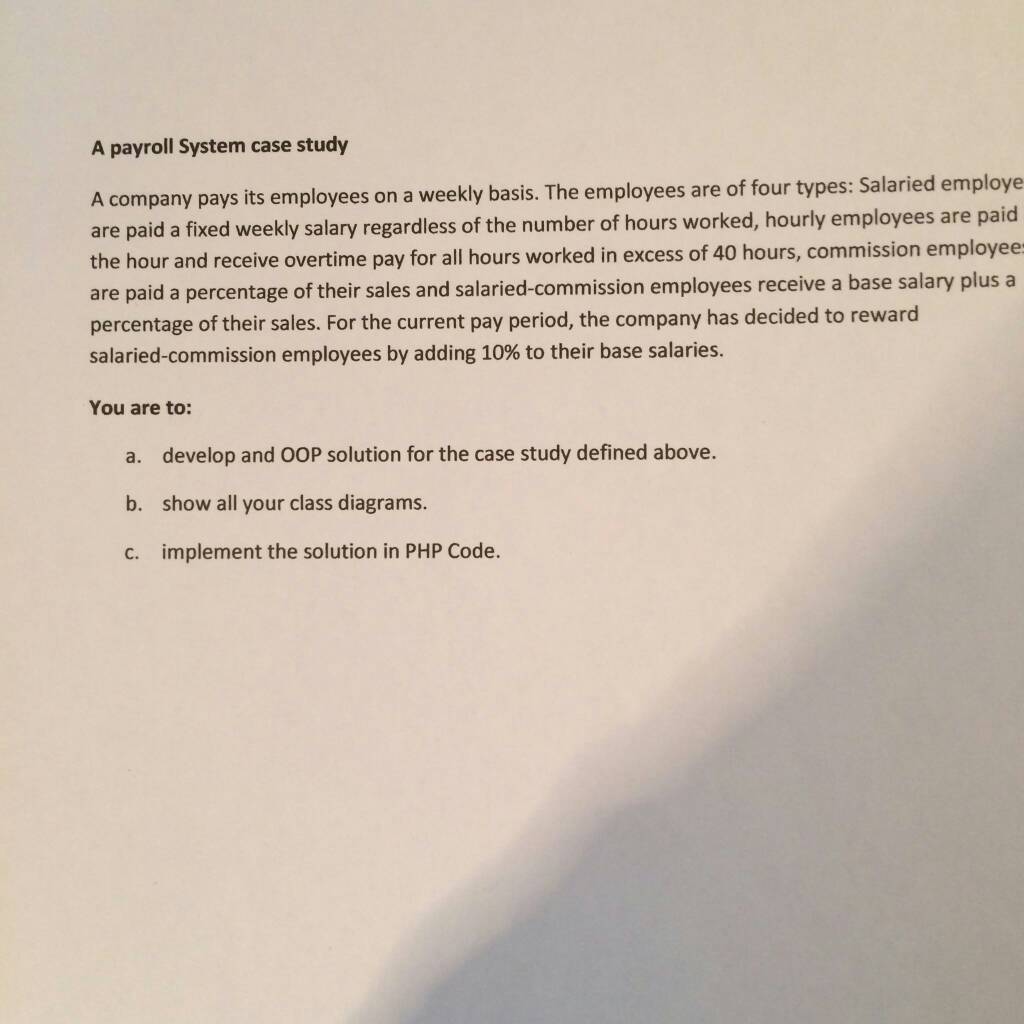 A payroll System case study
A company pays its employees on a weekly basis. The employees are of four types: Salaried employe
are paid a fixed weekly salary regardless of the number of hours worked, hourly employees are paid
the hour and receive overtime pay for all hours worked in excess of 40 hours, commission employees
are paid a percentage of their sales and salaried-commission employees receive a base salary plus a
percentage of their sales. For the current pay period, the company has decided to reward
salaried-commission employees by adding 10% to their base salaries.
You are to:
a. develop and OOP solution for the case study defined above.
b. show all your class diagrams.
c. implement the solution in PHP Code.